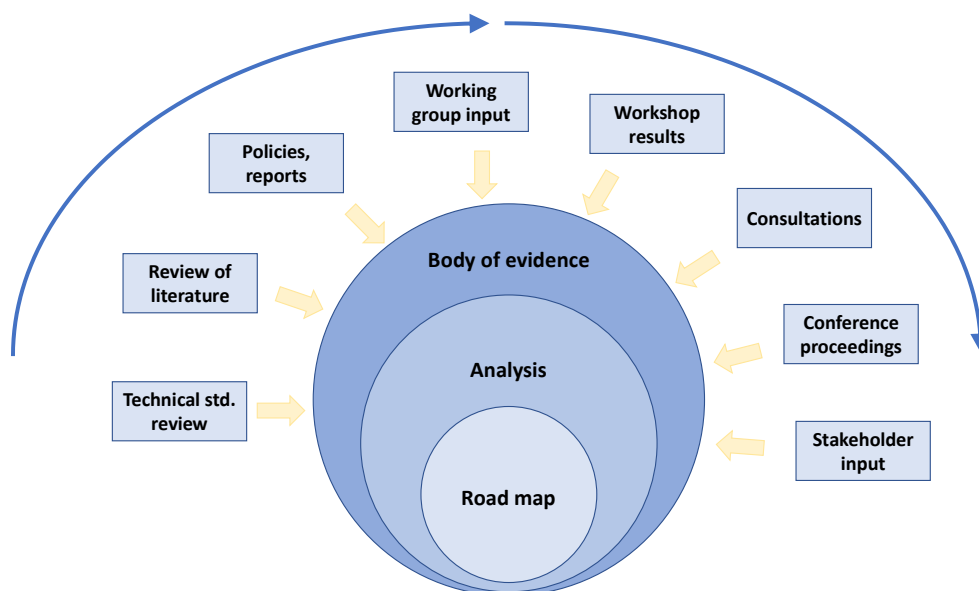 Working
group input
Workshop
results
Policies,
reports
Consultations
Body of evidence
Review of
literature
Conference
proceedings
Analysis
Technical std.
review
Stakeholder
input
Road map